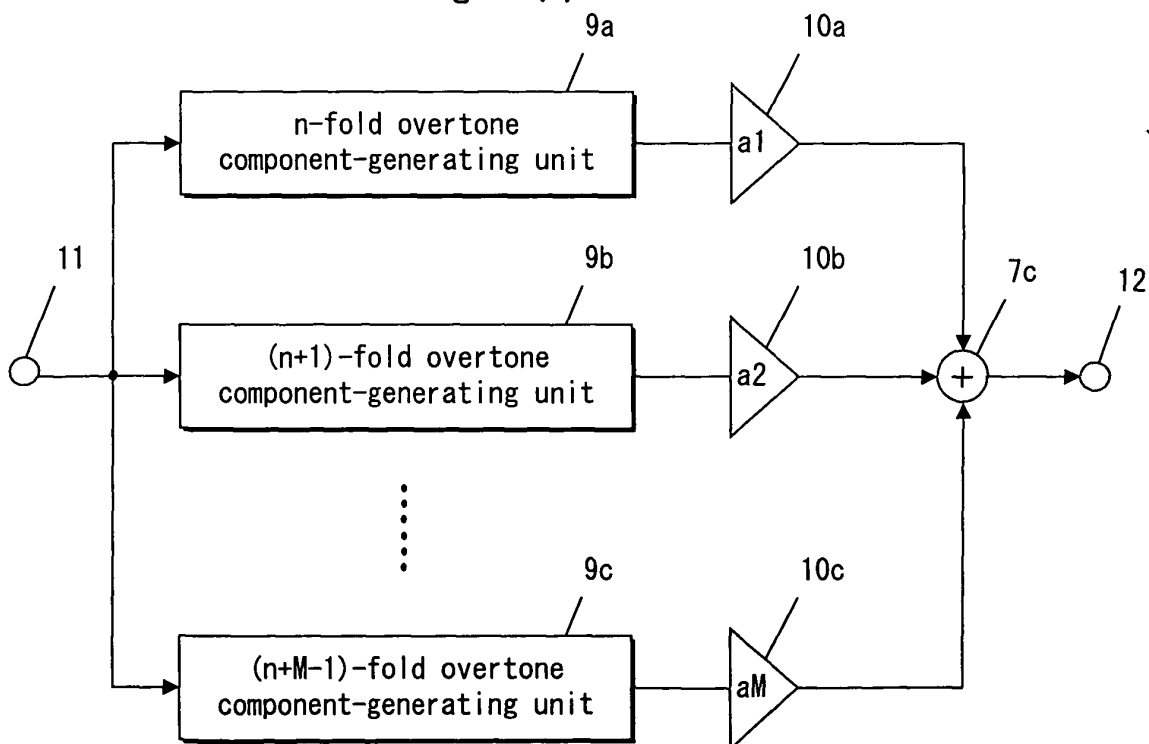 9a
10a
n-fold overtone
component-generating unit
a1
11
9b
10b
7c
12
(n+1)-fold overtone
component-generating unit
a2
+
9c
10c
(n+M-1)-fold overtone
component-generating unit
aM